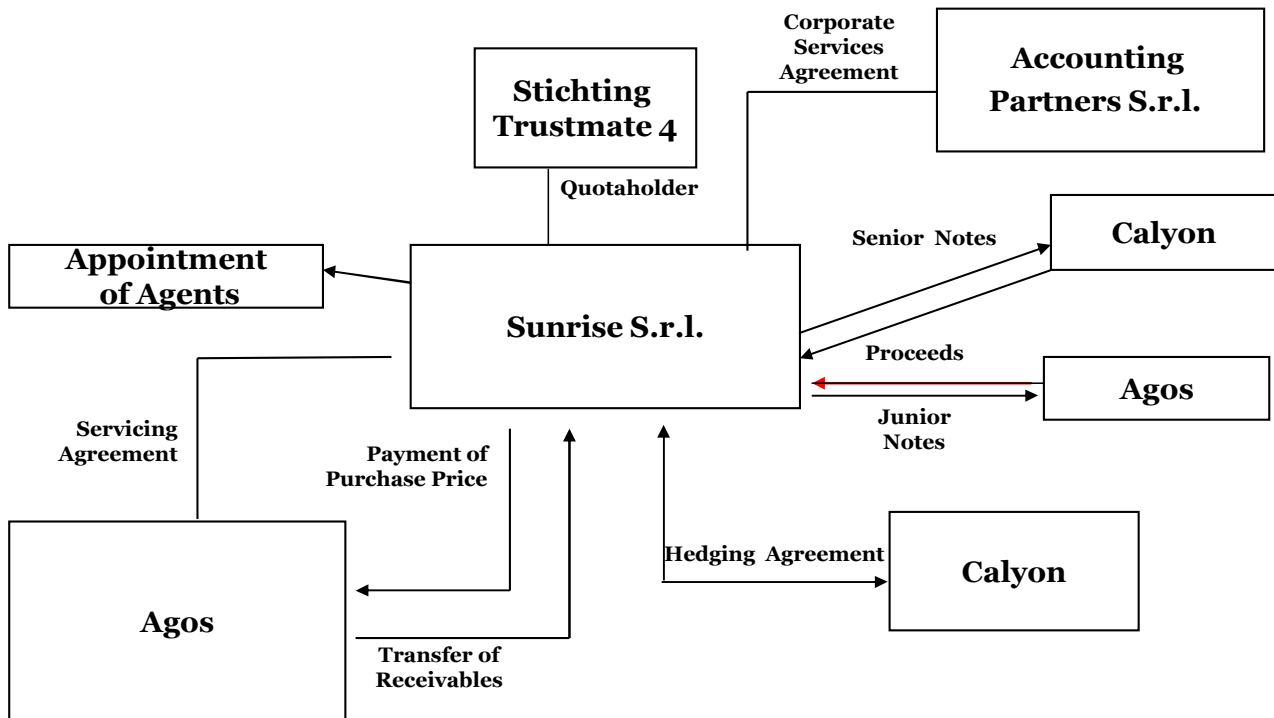 Corporate
Services
Agreement
Accounting
Partners S.r.l.
Stichting
Trustmate 4
Quotaholder
Senior Notes
Calyon
Appointment
of Agents
Sunrise S.r.l.
Proceeds
Agos
Junior
Notes
Servicing
Agreement
Payment of
Purchase Price
Hedging Agreement
Calyon
Agos
Transfer of
Receivables